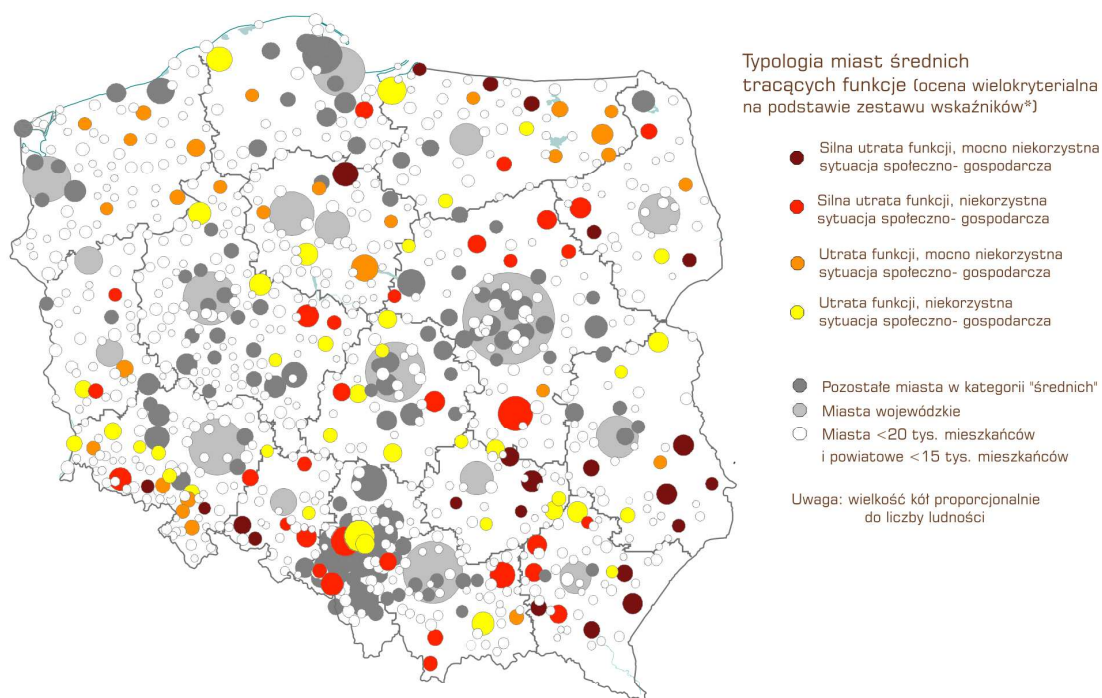 Typologia miast średnich
tracących funkcje (ocena wielokryterialna
na podstawie zestawu wskaźników*)
Silna utrata funkcji, mocno niekorzystna
sytuacja społeczno- gospodarcza
Silna utrata funkcji, niekorzystna
sytuacja społeczno- gospodarcza
Utrata funkcji, mocno niekorzystna
sytuacja społeczno- gospodarcza
Utrata funkcji, niekorzystna
sytuacja społeczno- gospodarcza
Pozostałe miasta w kategorii "średnich"
Miasta wojewódzkie
Miasta <20 tys. mieszkańców
i powiatowe <15 tys. mieszkańców
Uwaga: wielkość kół proporcjonalnie
do liczby ludności